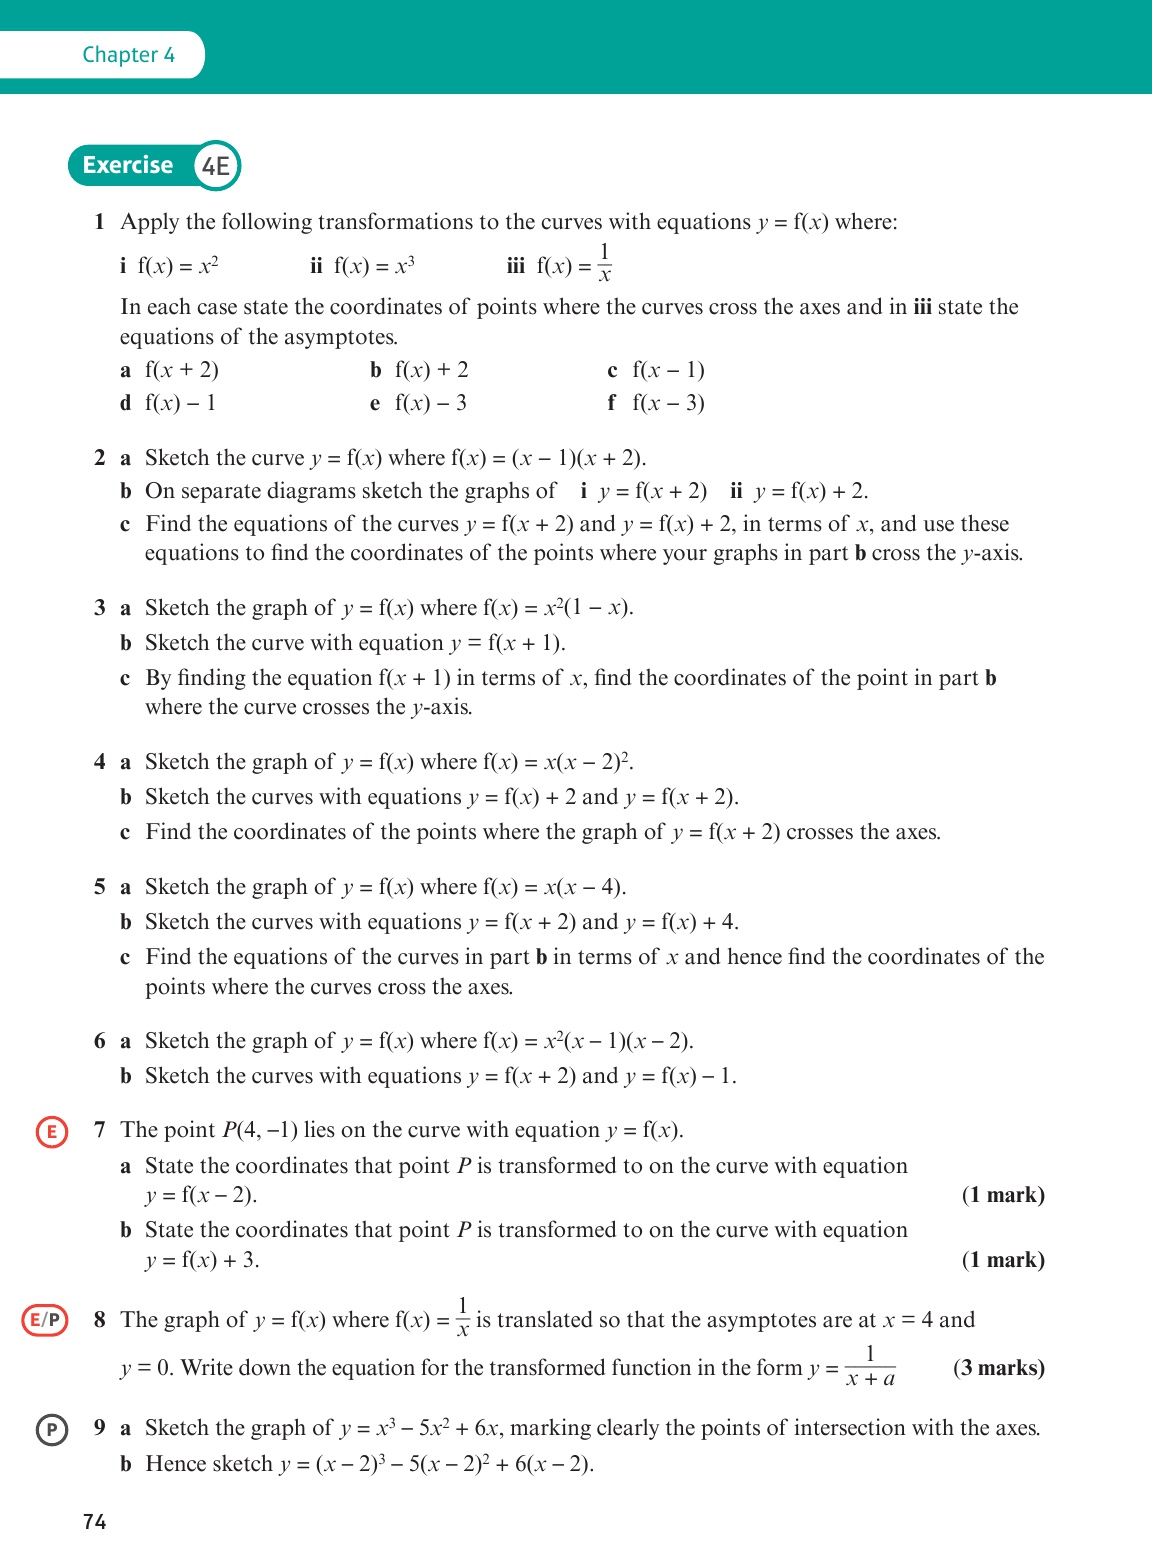 Chapter 4
Exercise 4E
1 Apply the following transformations to the curves with equations y = f(x) where:
i f(x) = x² ii f(x) = x³ iii f(x) = 1/x
In each case state the coordinates of points where the curves cross the axes and in iii state the
equations of the asymptotes.
a f(x + 2) b f(x) + 2 c f(x − 1)
d f(x) − 1 e f(x) − 3 f f(x − 3)
2 a Sketch the curve y = f(x) where f(x) = (x − 1)(x + 2).
b On separate diagrams sketch the graphs of i y = f(x + 2) ii y = f(x) + 2.
c Find the equations of the curves y = f(x + 2) and y = f(x) + 2, in terms of x, and use these
equations to find the coordinates of the points where your graphs in part b cross the y-axis.
3 a Sketch the graph of y = f(x) where f(x) = x²(1 − x).
b Sketch the curve with equation y = f(x + 1).
c By finding the equation f(x + 1) in terms of x, find the coordinates of the point in part b
where the curve crosses the y-axis.
4 a Sketch the graph of y = f(x) where f(x) = x(x − 2)².
b Sketch the curves with equations y = f(x) + 2 and y = f(x + 2).
c Find the coordinates of the points where the graph of y = f(x + 2) crosses the axes.
5 a Sketch the graph of y = f(x) where f(x) = x(x − 4).
b Sketch the curves with equations y = f(x + 2) and y = f(x) + 4.
c Find the equations of the curves in part b in terms of x and hence find the coordinates of the
points where the curves cross the axes.
6 a Sketch the graph of y = f(x) where f(x) = x²(x − 1)(x − 2).
b Sketch the curves with equations y = f(x + 2) and y = f(x) − 1.
E 7 The point P(4, −1) lies on the curve with equation y = f(x).
a State the coordinates that point P is transformed to on the curve with equation
y = f(x − 2). (1 mark)
b State the coordinates that point P is transformed to on the curve with equation
y = f(x) + 3. (1 mark)
E/P 8 The graph of y = f(x) where f(x) = 1/x is translated so that the asymptotes are at x = 4 and
y = 0. Write down the equation for the transformed function in the form y = 1/(x + a) (3 marks)
P 9 a Sketch the graph of y = x³ − 5x² + 6x, marking clearly the points of intersection with the axes.
b Hence sketch y = (x − 2)³ − 5(x − 2)² + 6(x − 2).
74